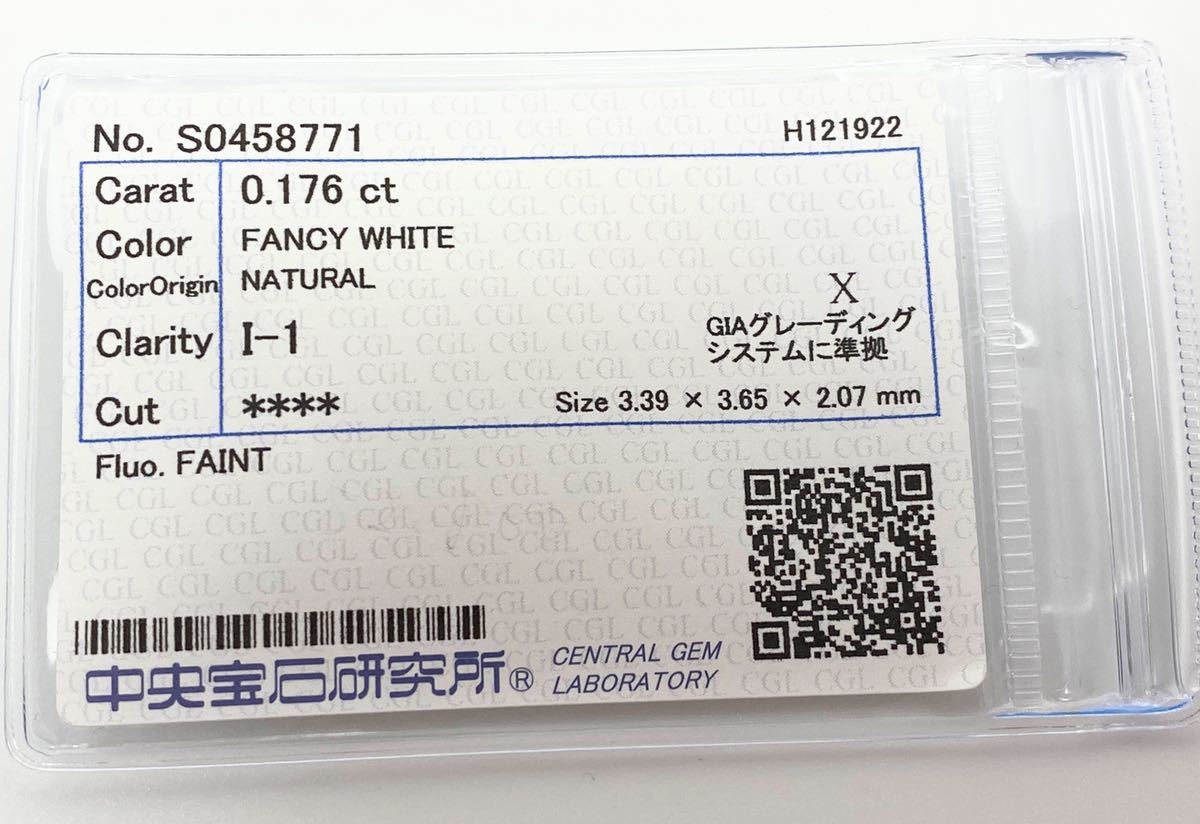 No. S0458771
H121922
Carat 0.176 ct
Color FANCY WHITE
ColorOrigin NATURAL
Clarity I-1
X
GIAグレーディング
システムに準拠
Cut ****
Size 3.39 × 3.65 × 2.07 mm
Fluo. FAINT
中央宝石研究所®
CENTRAL GEM
LABORATORY